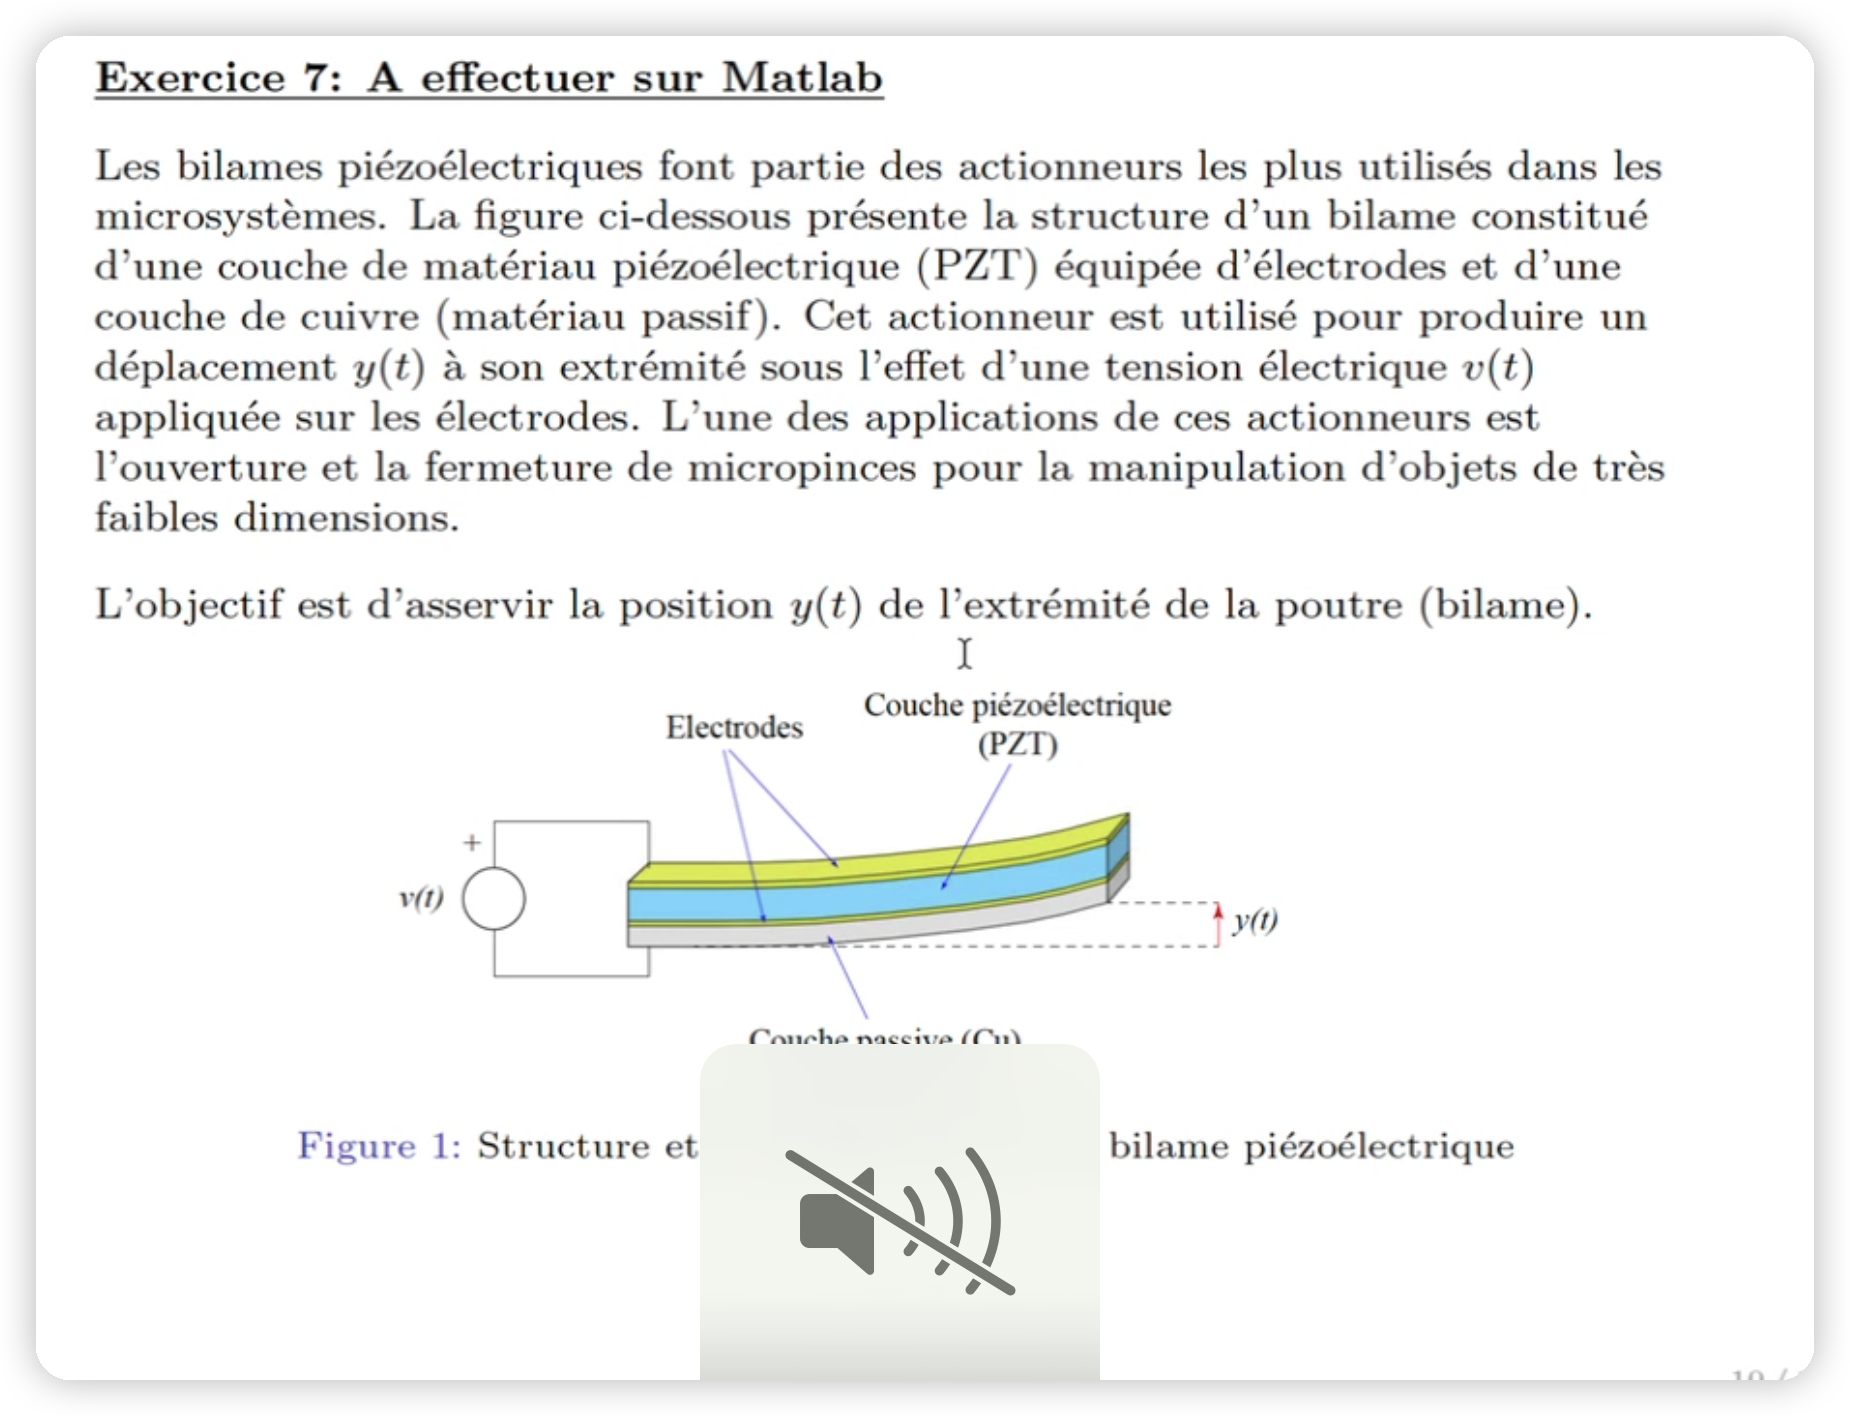 Exercice 7: A effectuer sur Matlab
Les bilames piézoélectriques font partie des actionneurs les plus utilisés dans les
microsystèmes. La figure ci-dessous présente la structure d'un bilame constitué
d'une couche de matériau piézoélectrique (PZT) équipée d'électrodes et d'une
couche de cuivre (matériau passif). Cet actionneur est utilisé pour produire un
déplacement y(t) à son extrémité sous l'effet d'une tension électrique v(t)
appliquée sur les électrodes. L'une des applications de ces actionneurs est
l'ouverture et la fermeture de micropinces pour la manipulation d'objets de très
faibles dimensions.
L'objectif est d'asservir la position y(t) de l'extrémité de la poutre (bilame).
Couche piézoélectrique
(PZT)
Electrodes
+
v(t)
y(t)
Couche passive (Cu)
Figure 1: Structure et bilame piézoélectrique